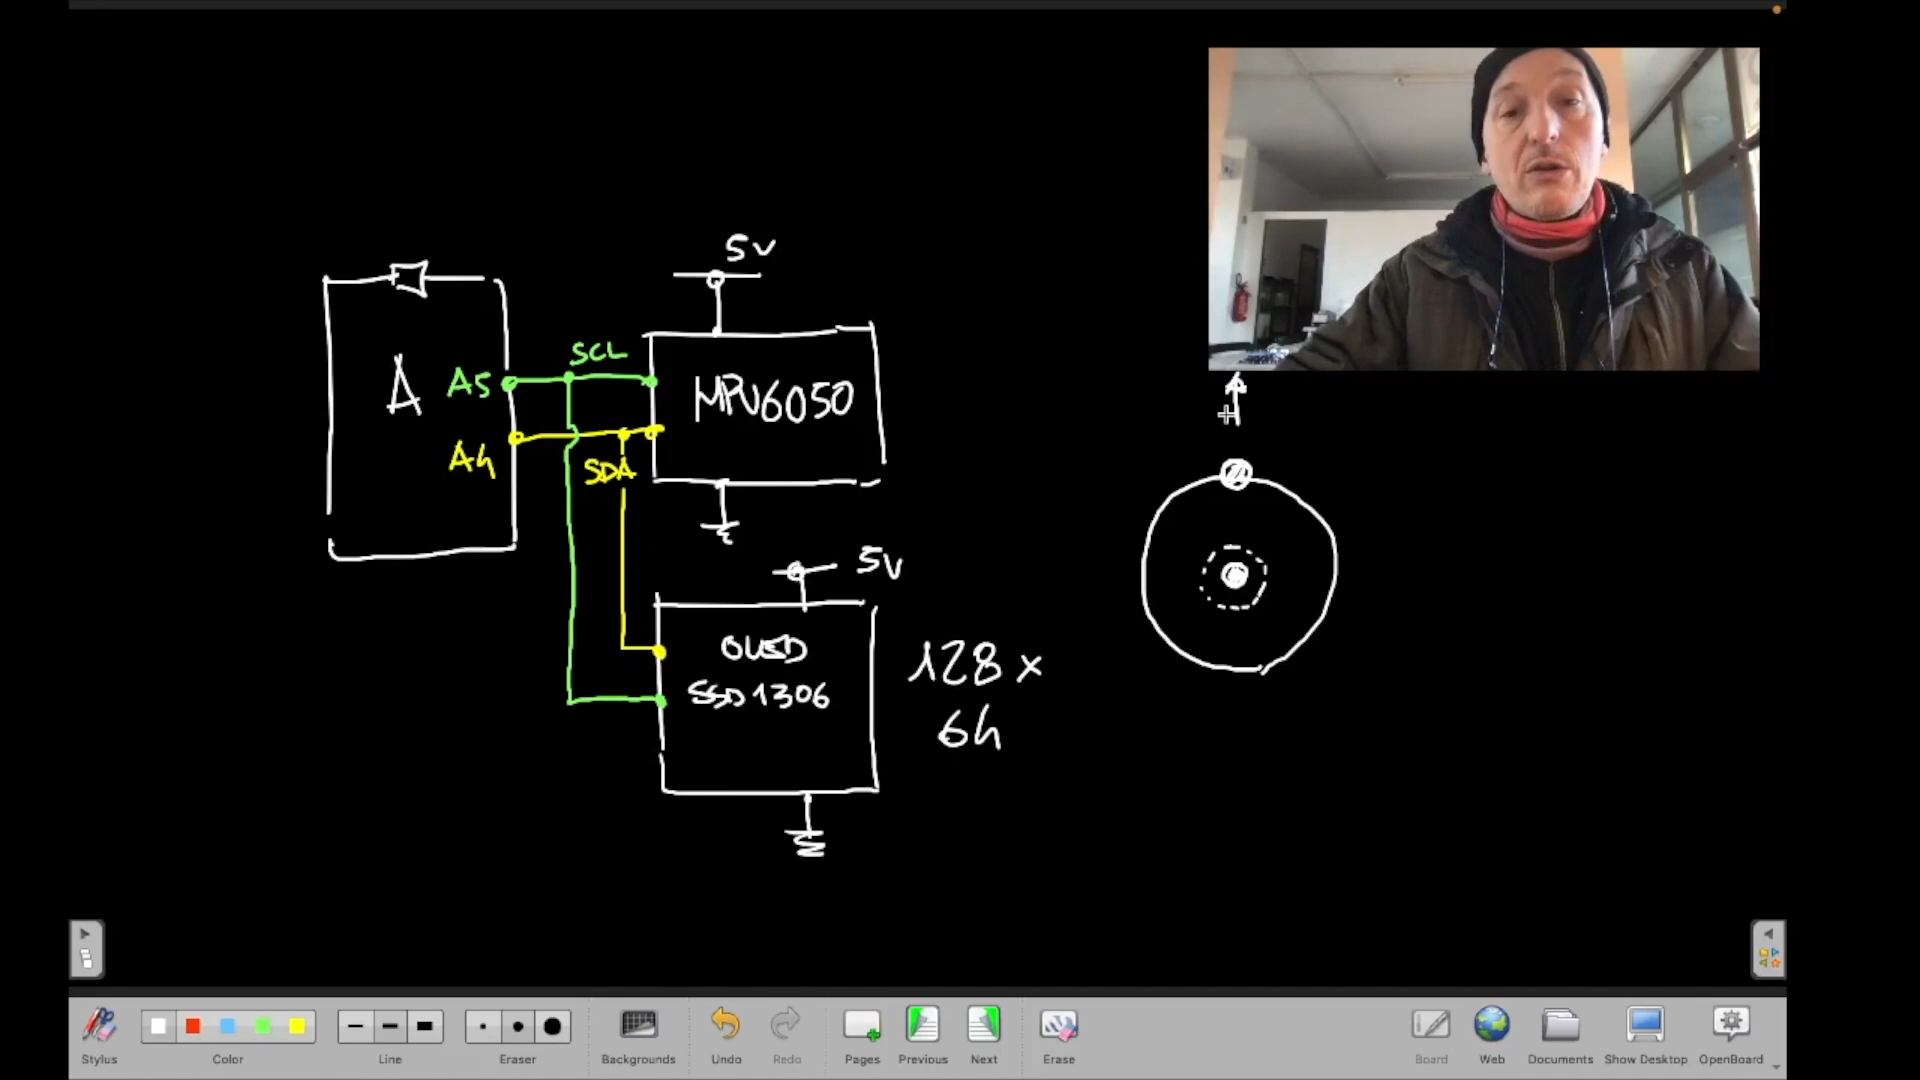 5V
SCL
A
A5
MPU6050
A4
SDA
5V
OLED
SSD1306
128 x
64
Stylus
Color
Line
Eraser
Backgrounds
Undo
Redo
Pages
Previous
Next
Erase
Board
Web
Documents
Show Desktop
OpenBoard